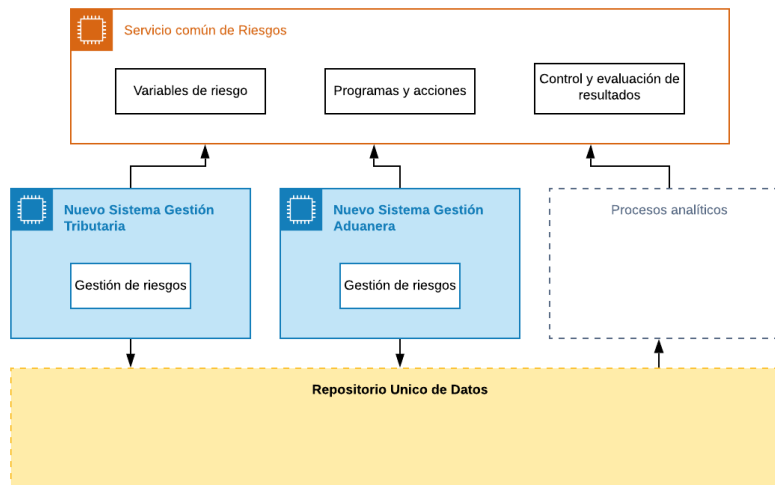 Servicio común de Riesgos
Variables de riesgo
Programas y acciones
Control y evaluación de
resultados
Nuevo Sistema Gestión
Tributaria
Gestión de riesgos
Nuevo Sistema Gestión
Aduanera
Gestión de riesgos
Procesos analíticos
Repositorio Unico de Datos